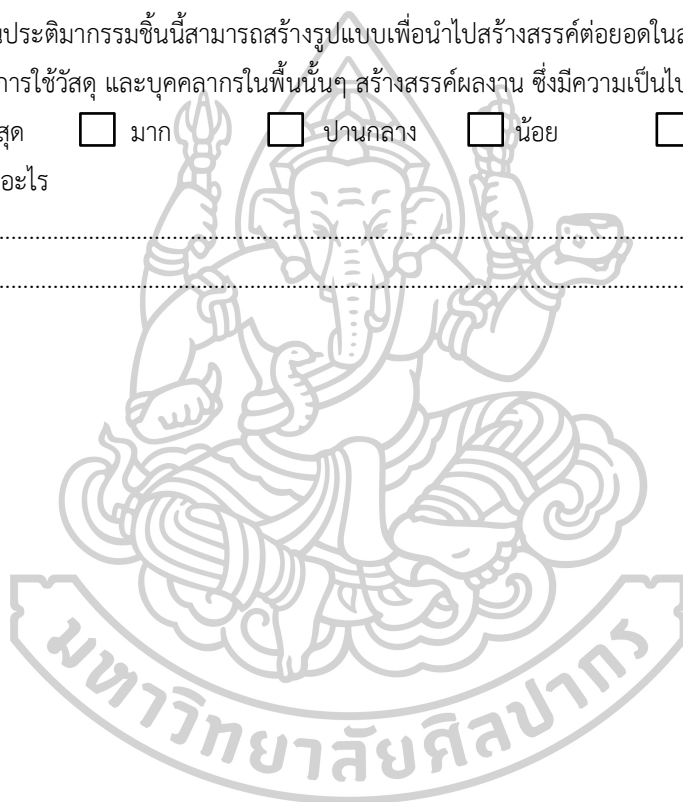 นประติมากรรมชิ้นนี้สามารถสร้างรูปแบบเพื่อนำไปสร้างสรรค์ต่อยอดใน
การใช้วัสดุ และบุคคลากรในพื้นนั้นๆ สร้างสรรค์ผลงาน ซึ่งมีความเป็นไป
สุด มาก ปานกลาง น้อย
อะไร
................................................................................
................................................................................
มหาวิทยาลัยศิลปากร